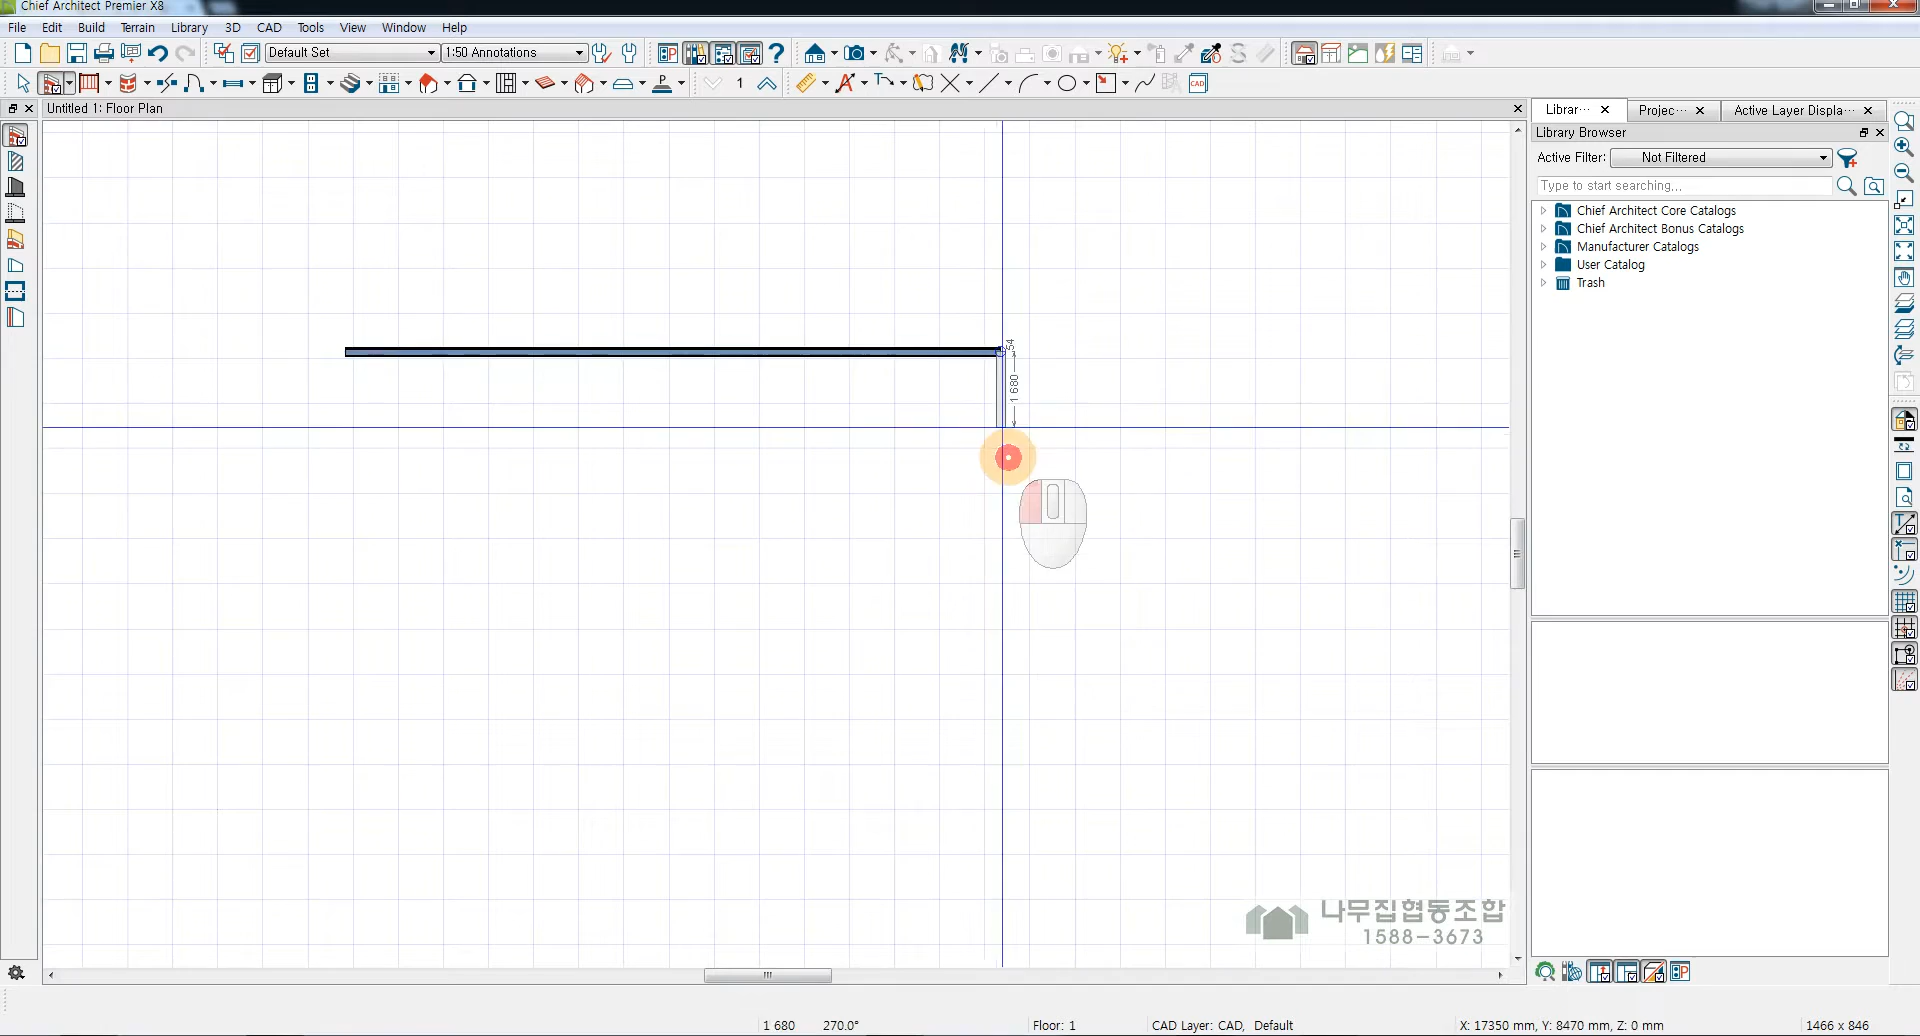 Chief Architect Premier X8
File Edit Build Terrain Library 3D CAD Tools View Window Help
Default Set 1:50 Annotations
P 1 CAD
Untitled 1: Floor Plan
Librar··· Projec··· Active Layer Displa···
Library Browser
Active Filter: Not Filtered
Type to start searching...
Chief Architect Core Catalogs
Chief Architect Bonus Catalogs
Manufacturer Catalogs
User Catalog
Trash
54
1 680
나무집협동조합
1588-3673
1 680 270.0° Floor: 1 CAD Layer: CAD, Default X: 17350 mm, Y: 8470 mm, Z: 0 mm 1466 x 846